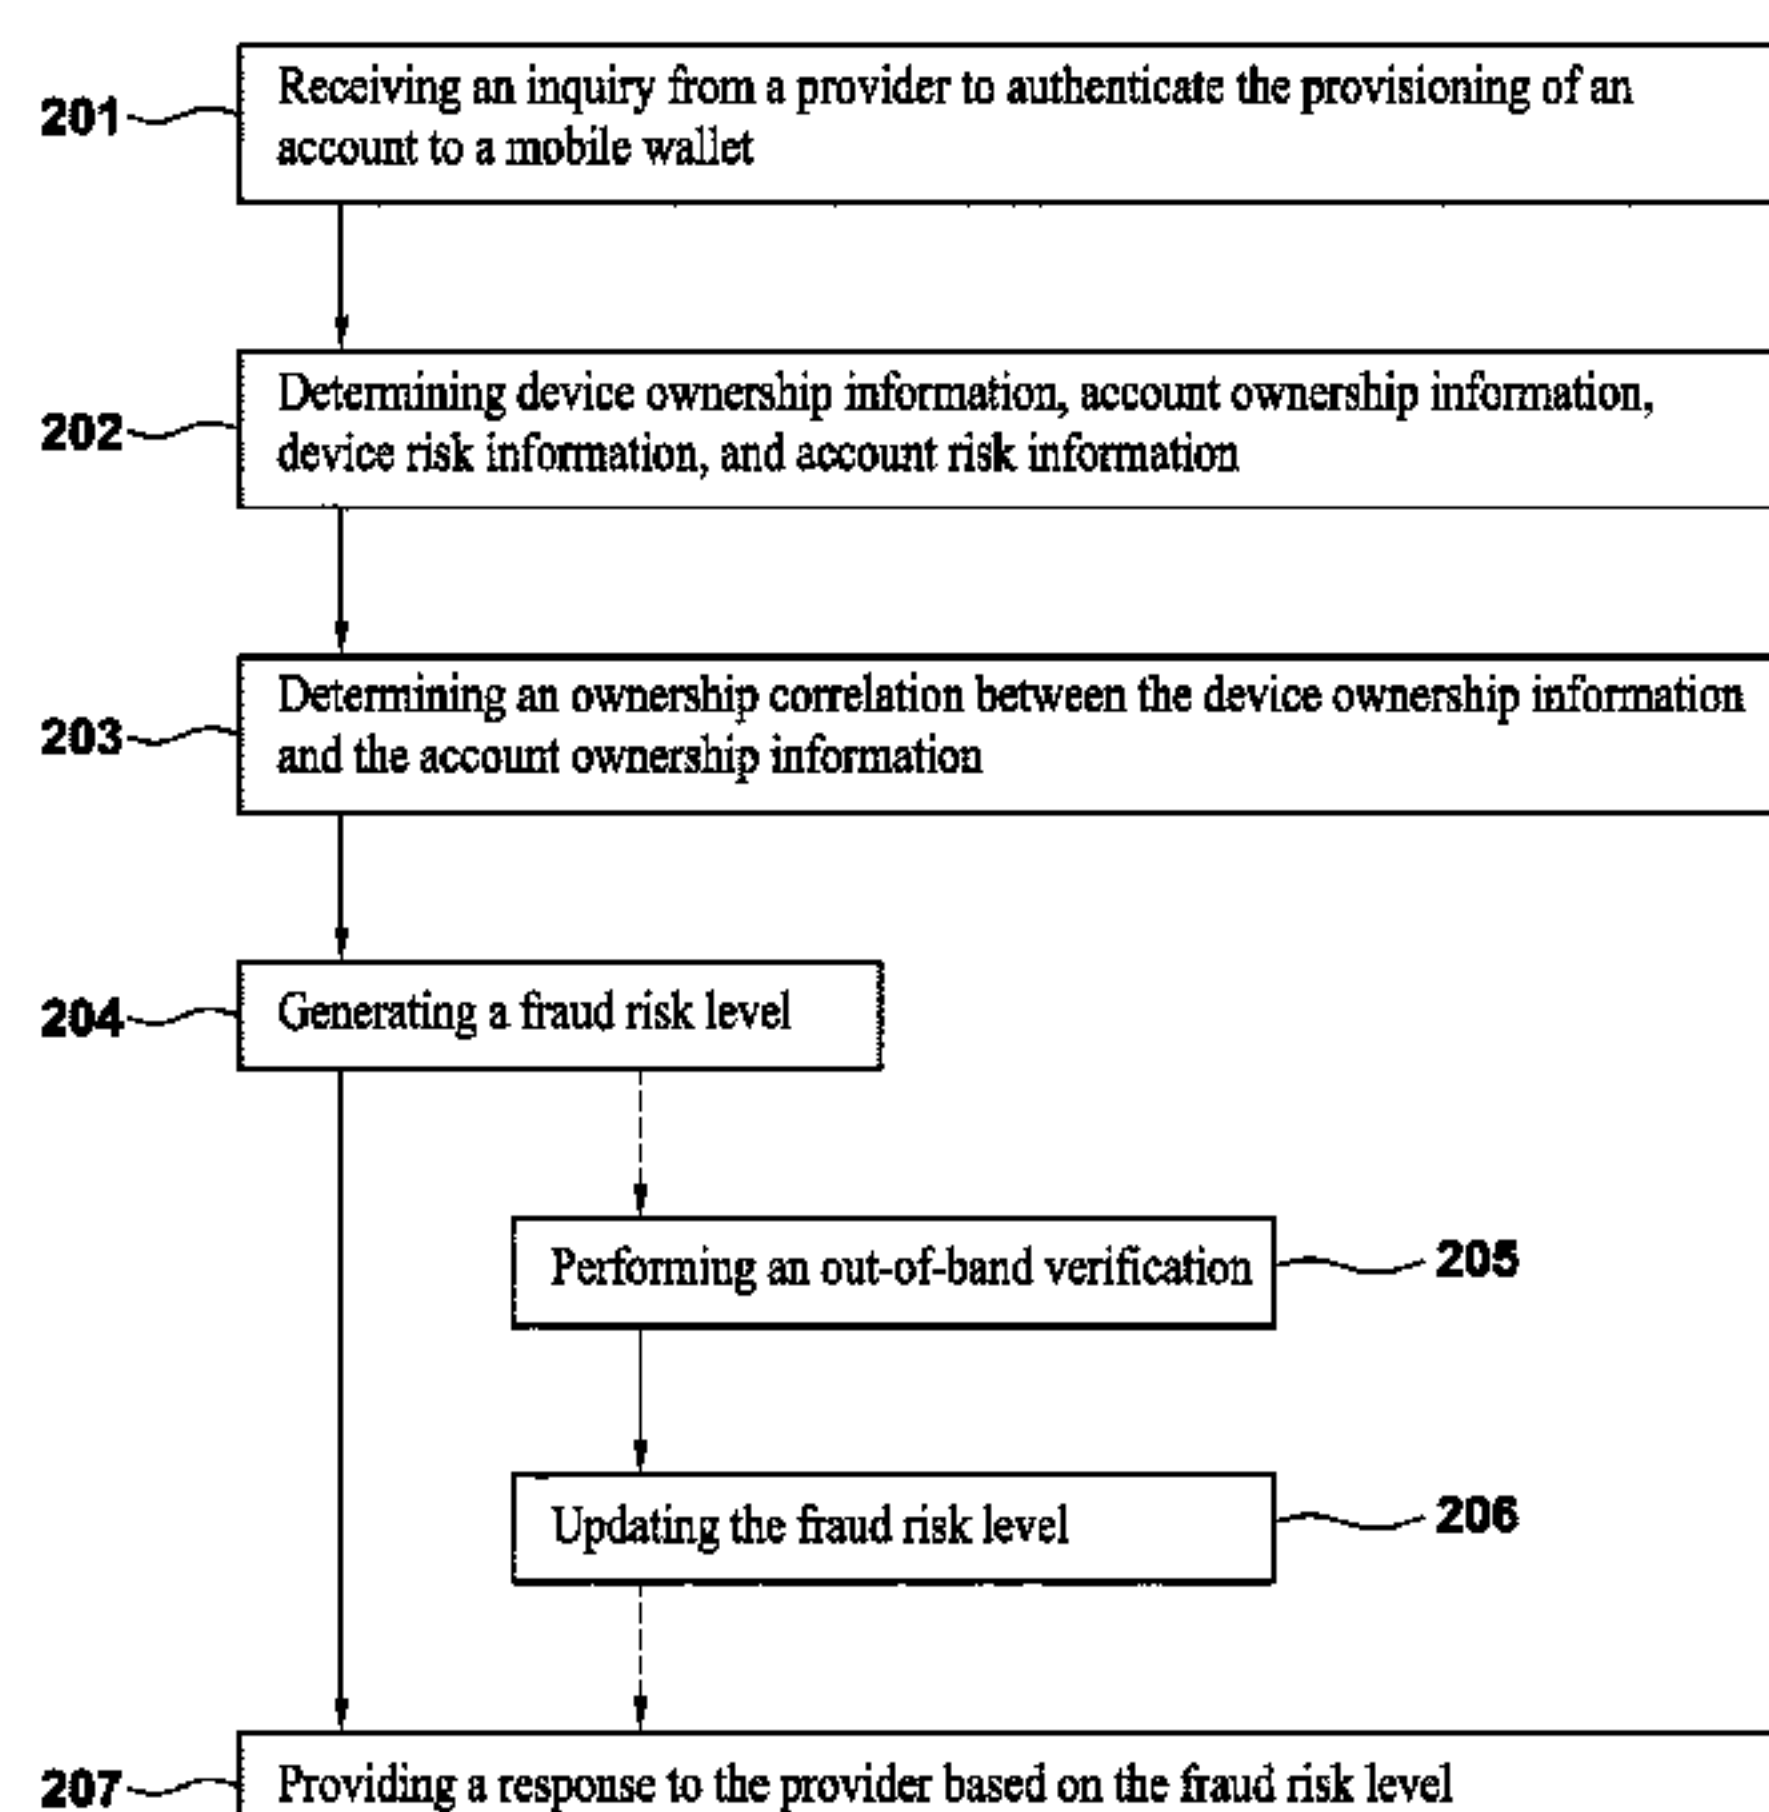 201
Receiving an inquiry from a provider to authenticate the provisioning of an
account to a mobile wallet
202
Determining device ownership information, account ownership information,
device risk information, and account risk information
203
Determining an ownership correlation between the device ownership information
and the account ownership information
204
Generating a fraud risk level
Performing an out-of-band verification
205
Updating the fraud risk level
206
207
Providing a response to the provider based on the fraud risk level